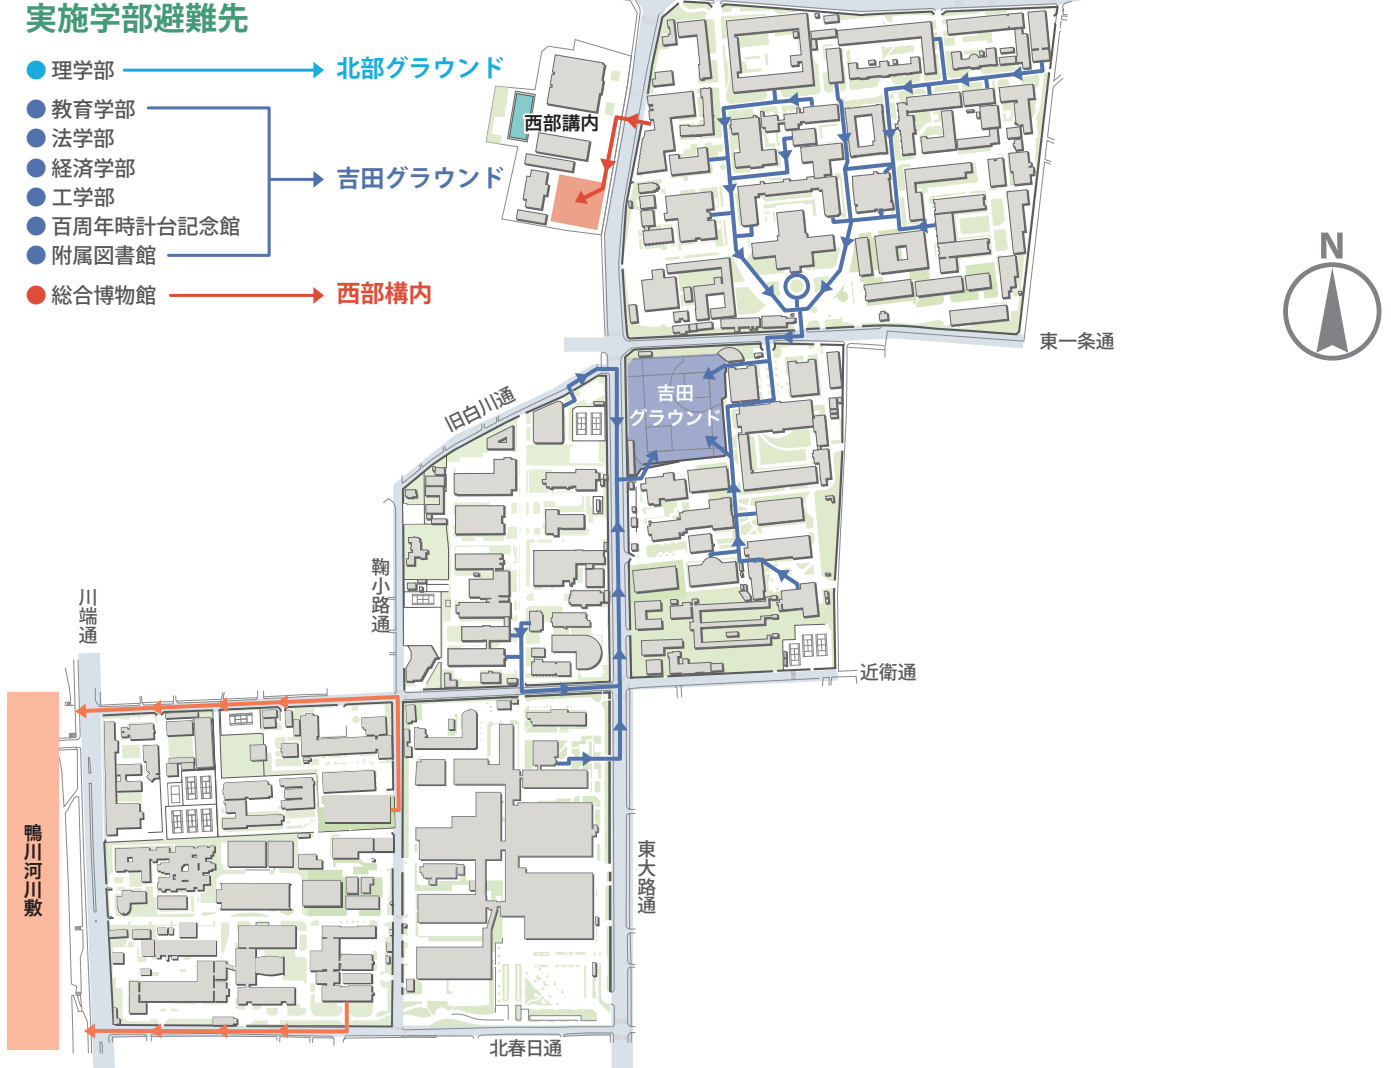 実施学部避難先
理学部
北部グラウンド
教育学部
法学部
経済学部
吉田グラウンド
工学部
百周年時計台記念館
附属図書館
総合博物館
西部構内
西部講内
N
東一条通
吉田
グラウンド
旧白川通
鞠小路通
川端通
近衛通
鴨川河川敷
東大路通
北春日通